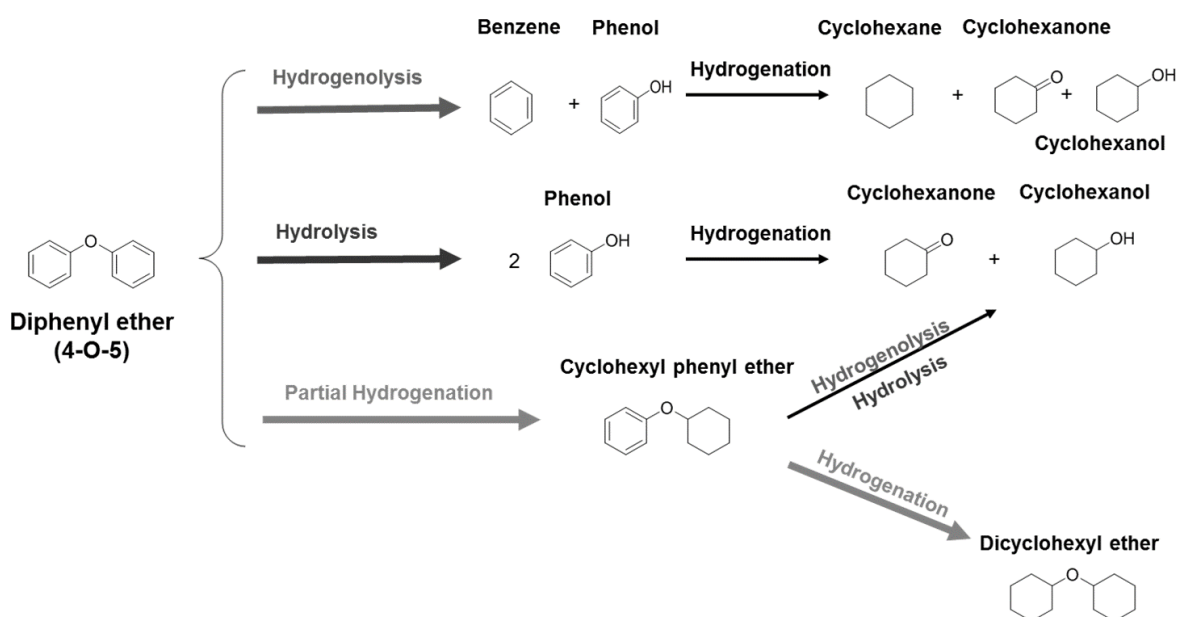 Benzene Phenol Cyclohexane Cyclohexanone
Hydrogenolysis Hydrogenation
+ OH + O + OH
Cyclohexanol
Phenol Cyclohexanone Cyclohexanol
Hydrolysis Hydrogenation
O 2 OH O + OH
Diphenyl ether
(4-O-5)
Hydrogenolysis
Hydrolysis
Cyclohexyl phenyl ether
Partial Hydrogenation
O
Hydrogenation
Dicyclohexyl ether
O